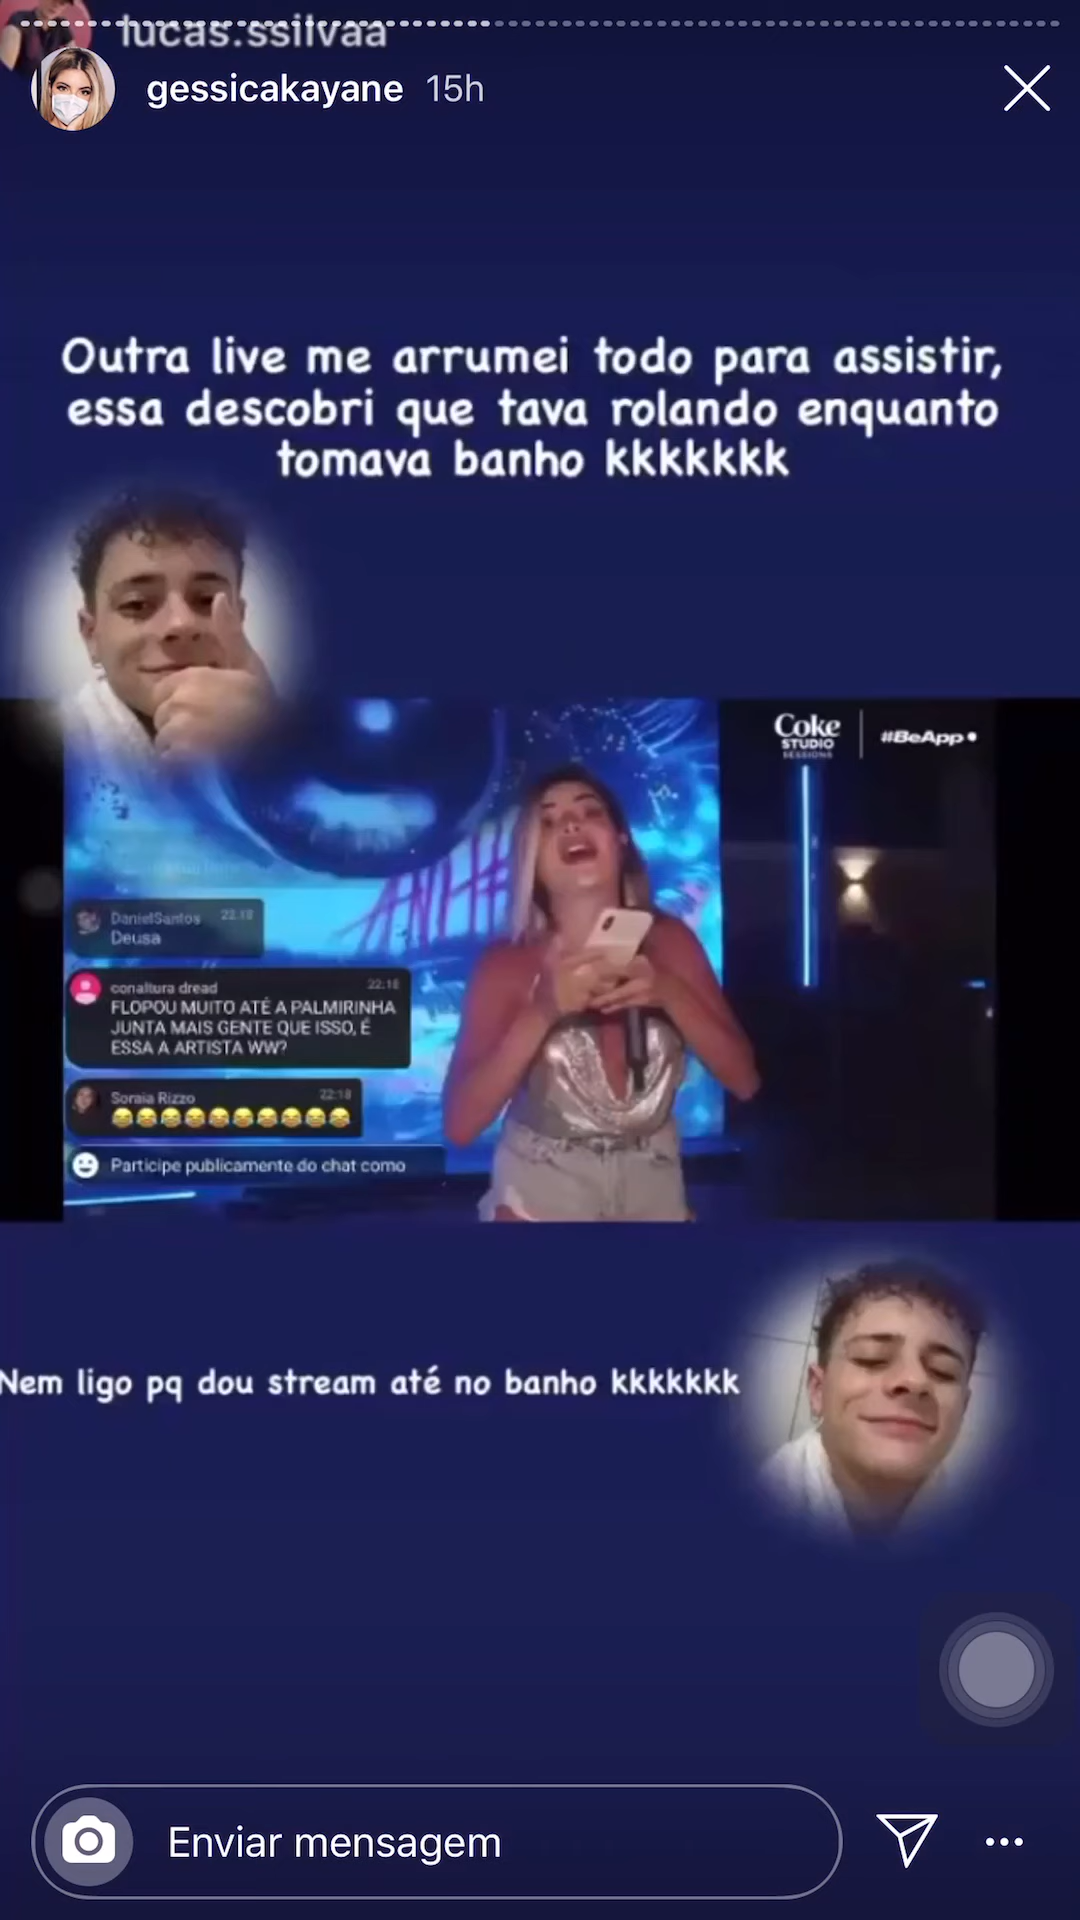 lucas.ssilvaa
gessicakayane 15h
Outra live me arrumei todo para assistir,
essa descobri que tava rolando enquanto
tomava banho kkkkkkk
Coke
STUDIO
SESSIONS
#BeApp
DanielSantos 22:18
Deusa
conaltura dread 22:18
FLOPOU MUITO ATÉ A PALMIRINHA
JUNTA MAIS GENTE QUE ISSO, É
ESSA A ARTISTA WW?
Soraia Rizzo 22:18
😂😂😂😂😂😂😂😂😂😂
Participe publicamente do chat como
Nem ligo pq dou stream até no banho kkkkkkk
Enviar mensagem